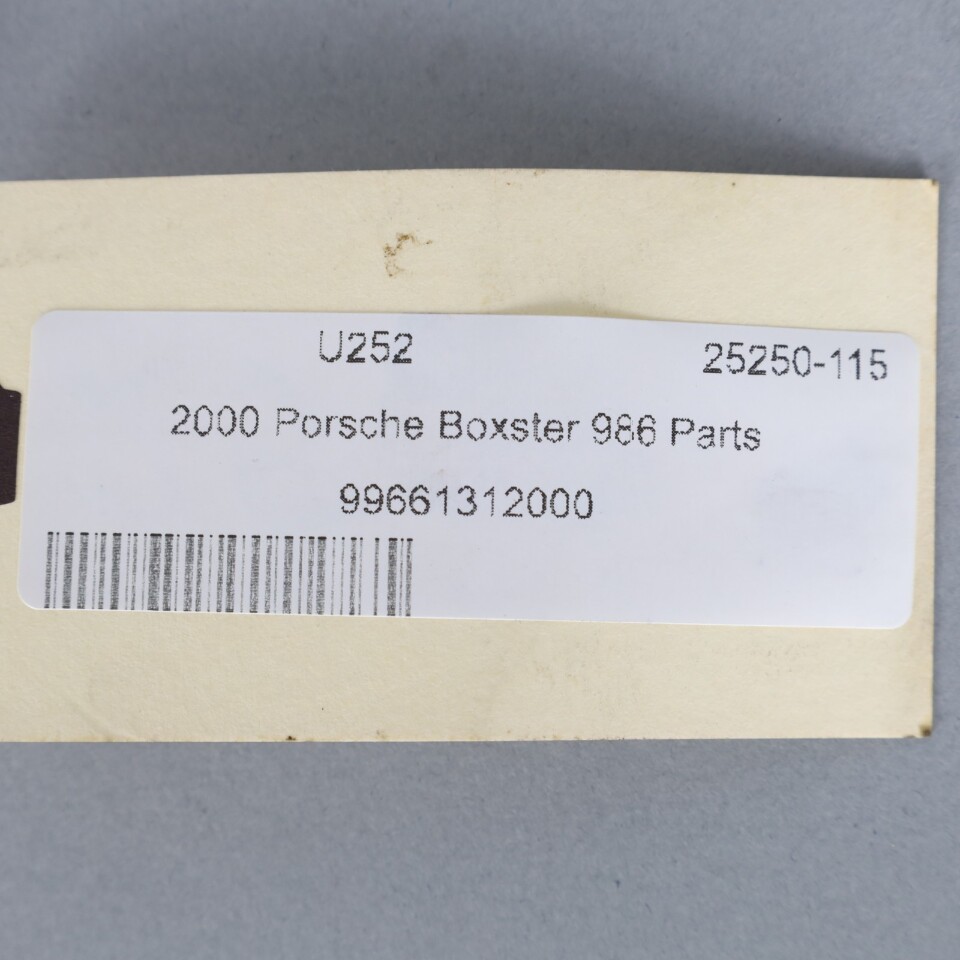 U252 25250-115
2000 Porsche Boxster 986 Parts
99661312000